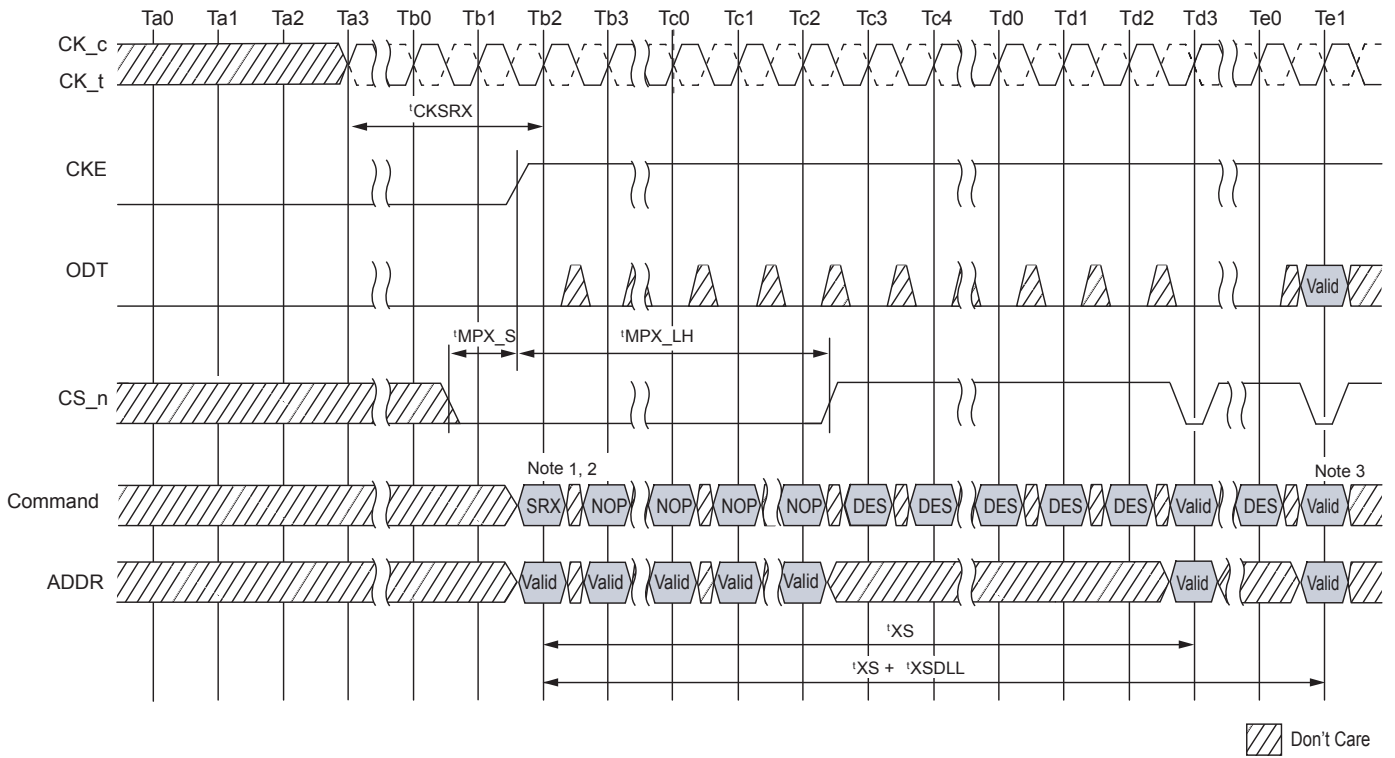 Ta0 Ta1 Ta2 Ta3 Tb0 Tb1 Tb2 Tb3 Tc0 Tc1 Tc2 Tc3 Tc4 Td0 Td1 Td2 Td3 Te0 Te1
CK_c
CK_t
tCKSRX
CKE
ODT
Valid
tMPX_S tMPX_LH
CS_n
Note 1, 2 Note 3
Command SRX NOP NOP NOP NOP DES DES DES DES DES Valid DES Valid
ADDR Valid Valid Valid Valid Valid Valid Valid
tXS
tXS + tXSDLL
Don't Care